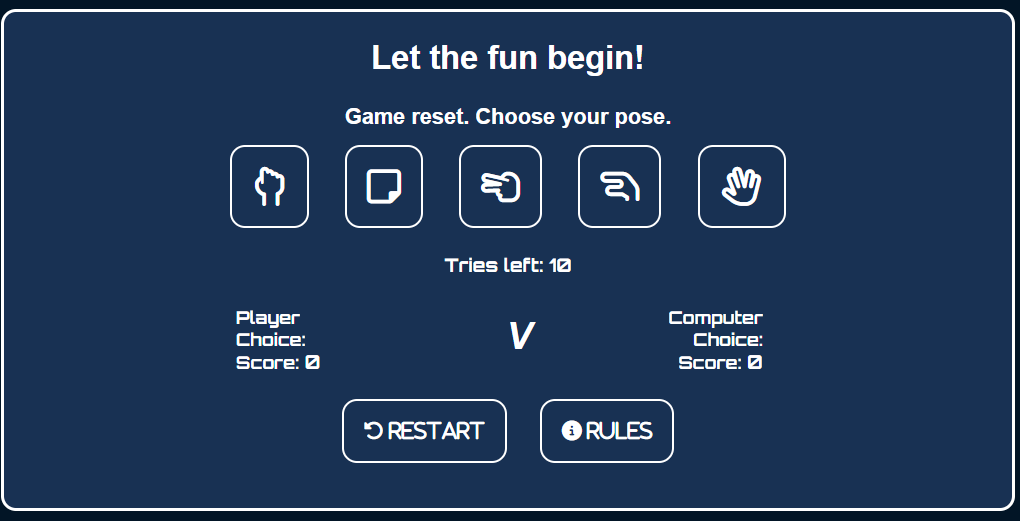 Let the fun begin!
Game reset. Choose your pose.
Tries left: 10
Player
Choice:
Score: 0
V
Computer
Choice:
Score: 0
RESTART
RULES